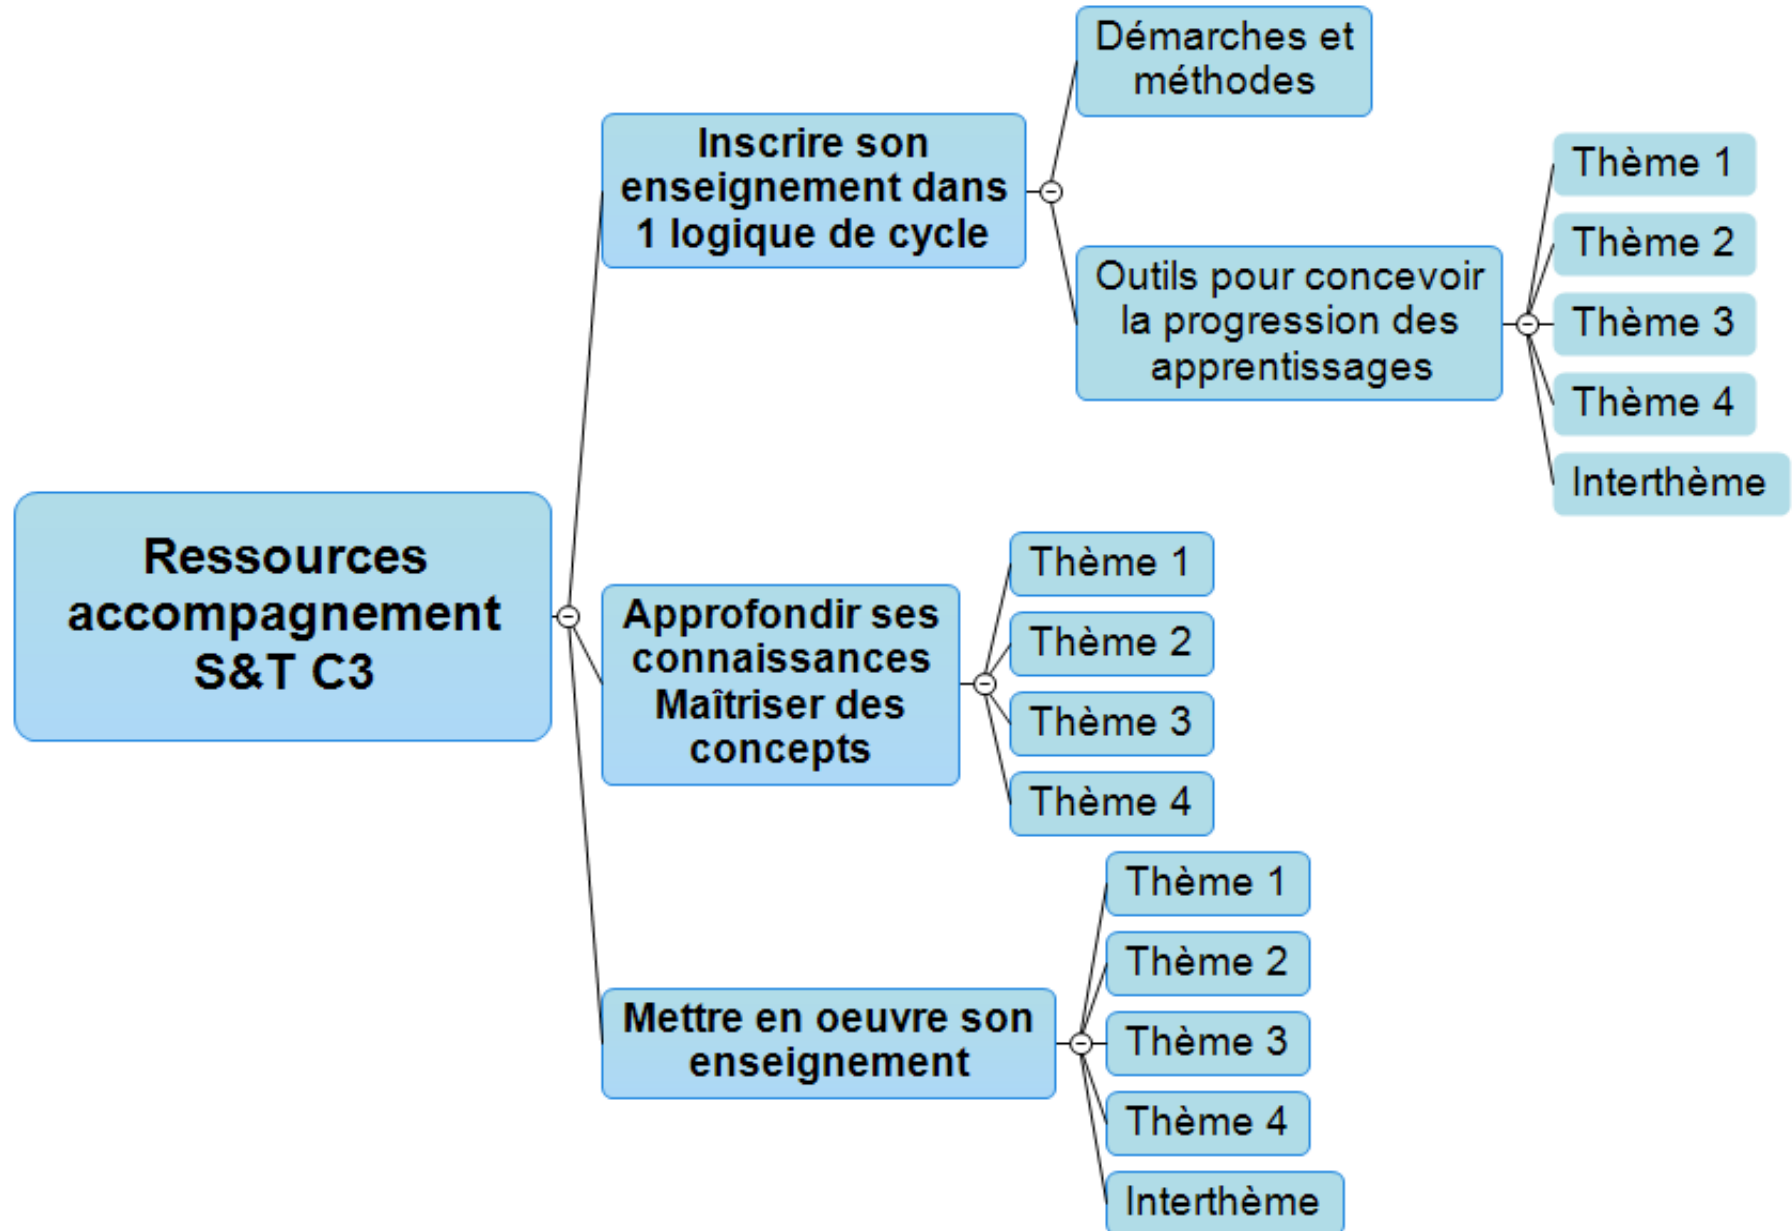 Ressources
accompagnement
S&T C3
Inscrire son
enseignement dans
1 logique de cycle
Démarches et
méthodes
Outils pour concevoir
la progression des
apprentissages
Thème 1
Thème 2
Thème 3
Thème 4
Interthème
Approfondir ses
connaissances
Maîtriser des
concepts
Thème 1
Thème 2
Thème 3
Thème 4
Mettre en oeuvre son
enseignement
Thème 1
Thème 2
Thème 3
Thème 4
Interthème